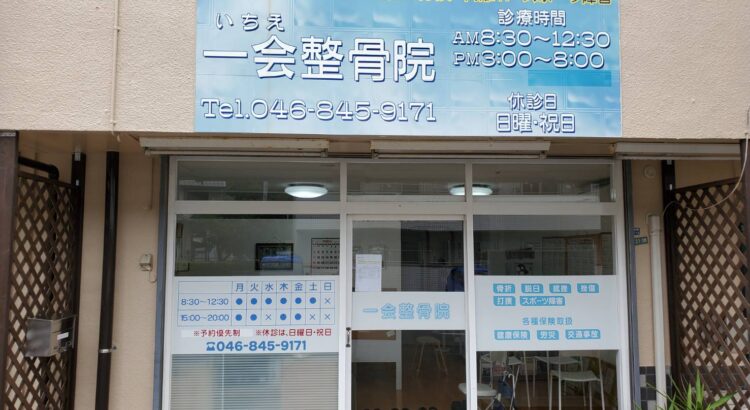 いちえ
一会整骨院
Tel.046-845-9171
診療時間
AM8:30～12:30
PM3:00～8:00
休診日
日曜・祝日
月 火 水 木 金 土 日
8:30～12:30 ● ● ● ● ● ● ×
15:00～20:00 ● ● × ● ● × ×
※予約優先制 ※休診は、日曜日・祝日
☎046-845-9171
一会整骨院
骨折 脱臼 捻挫 挫傷
打撲 スポーツ障害
各種保険取扱
健康保険 労災 交通事故